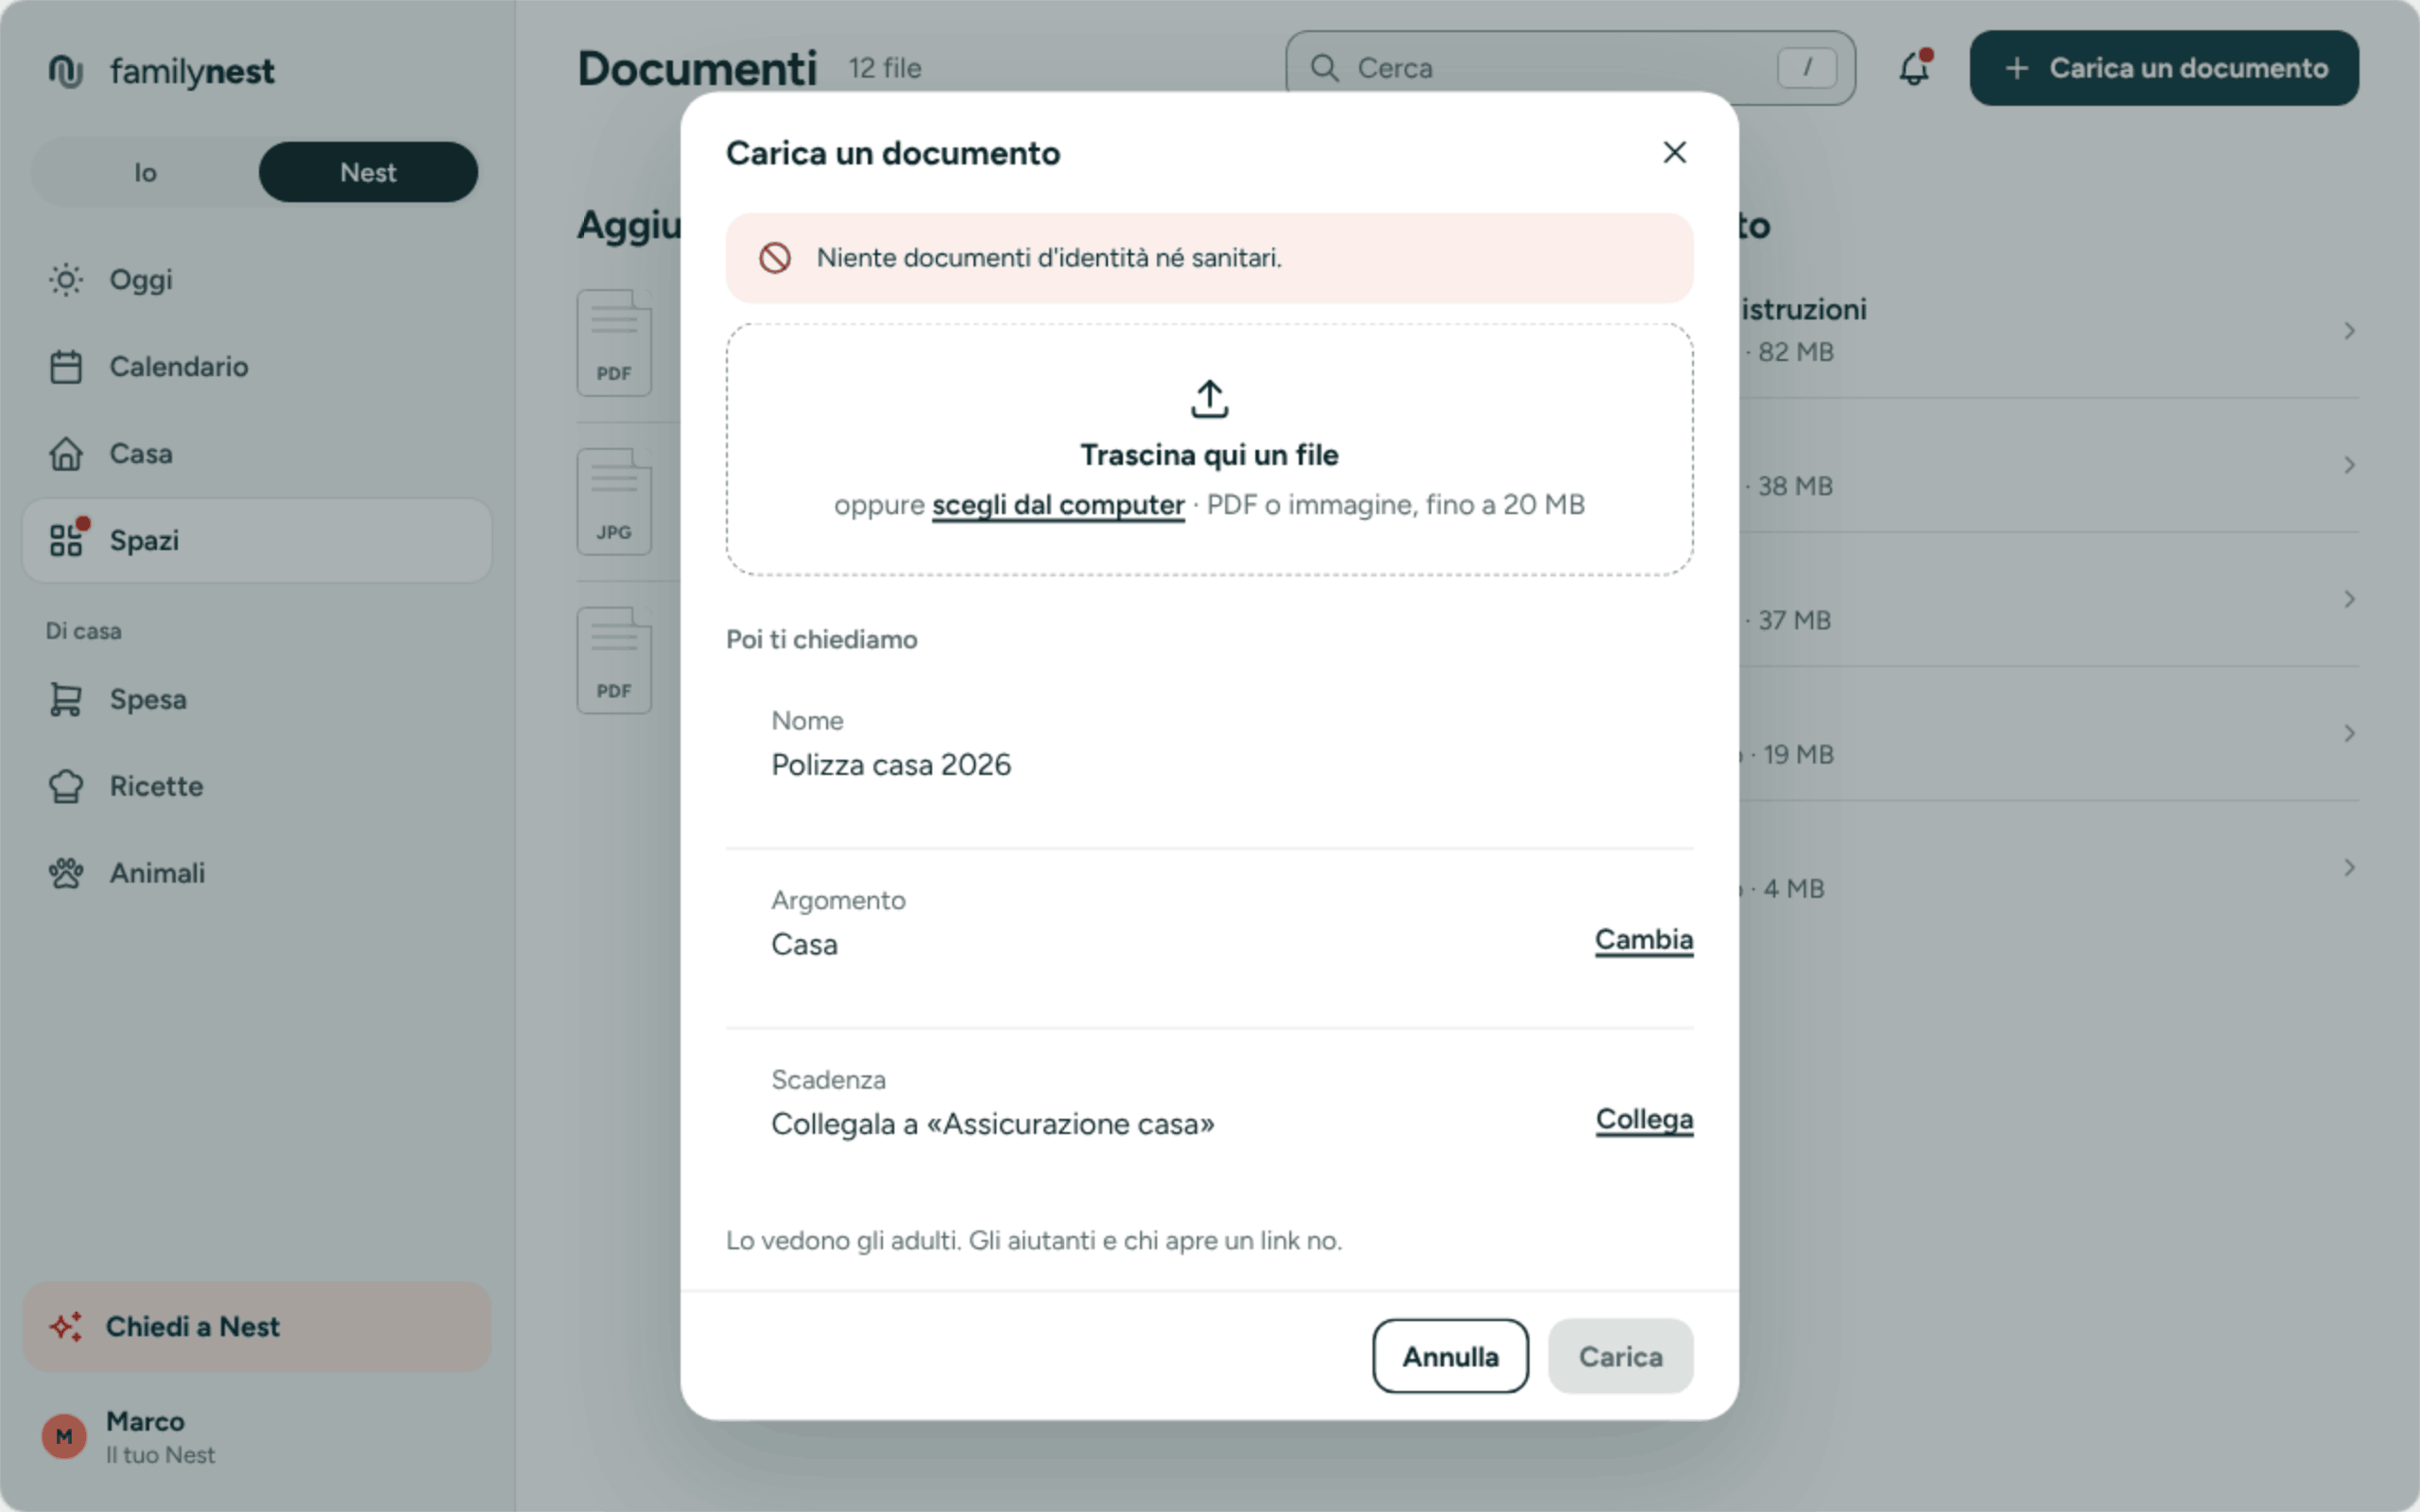 familynest
Io
Nest
Oggi
Calendario
Casa
Spazi
Di casa
Spesa
Ricette
Animali
Chiedi a Nest
M
Marco
Il tuo Nest
Documenti
12 file
Cerca
/
+ Carica un documento
Aggiu
PDF
JPG
PDF
Carica un documento
Niente documenti d'identità né sanitari.
Trascina qui un file
oppure scegli dal computer · PDF o immagine, fino a 20 MB
Poi ti chiediamo
Nome
Polizza casa 2026
Argomento
Casa
Cambia
Scadenza
Collegala a «Assicurazione casa»
Collega
Lo vedono gli adulti. Gli aiutanti e chi apre un link no.
Annulla
Carica
to
istruzioni
· 82 MB
· 38 MB
· 37 MB
· 19 MB
· 4 MB